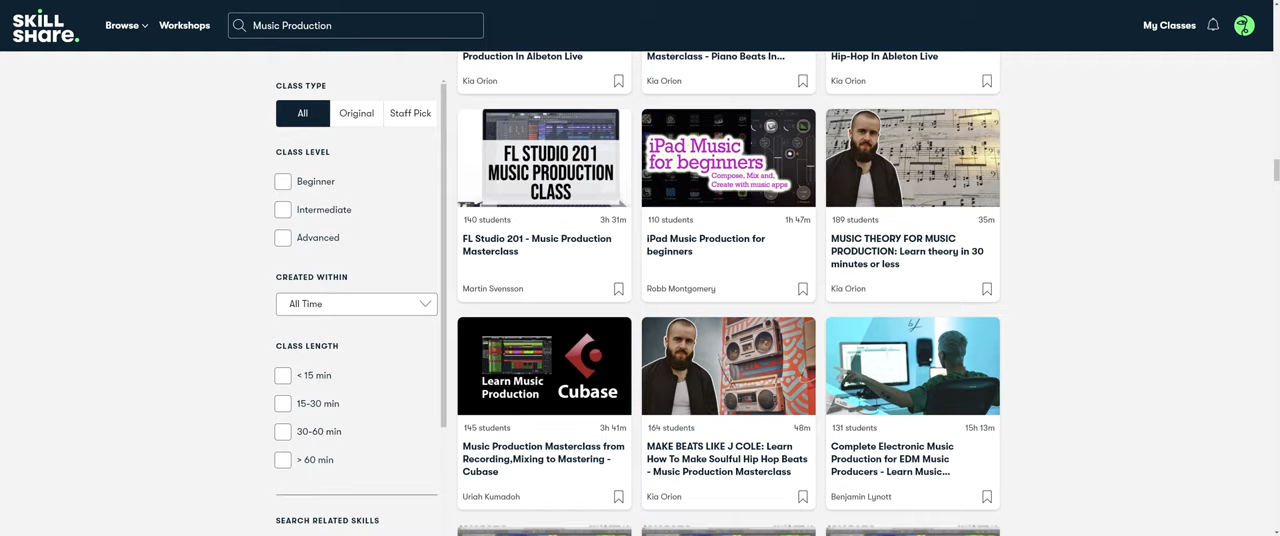 SKILL
SHARE.
Browse
Workshops
Music Production
My Classes
CLASS TYPE
All
Original
Staff Pick
CLASS LEVEL
Beginner
Intermediate
Advanced
CREATED WITHIN
All Time
CLASS LENGTH
< 15 min
15-30 min
30-60 min
> 60 min
SEARCH RELATED SKILLS
Production In Albeton Live
Kia Orion
Masterclass - Piano Beats In...
Kia Orion
Hip-Hop In Ableton Live
Kia Orion
FL STUDIO 201
MUSIC PRODUCTION
CLASS
140 students
3h 31m
FL Studio 201 - Music Production
Masterclass
Martin Svensson
iPad Music
for beginners
Compose, Mix and,
Create with music apps
110 students
1h 47m
iPad Music Production for
beginners
Robb Montgomery
189 students
35m
MUSIC THEORY FOR MUSIC
PRODUCTION: Learn theory in 30
minutes or less
Kia Orion
Learn Music
Production
Cubase
145 students
3h 41m
Music Production Masterclass from
Recording,Mixing to Mastering -
Cubase
Uriah Kumadoh
164 students
48m
MAKE BEATS LIKE J COLE: Learn
How To Make Soulful Hip Hop Beats
- Music Production Masterclass
Kia Orion
131 students
15h 13m
Complete Electronic Music
Production for EDM Music
Producers - Learn Music...
Benjamin Lynott